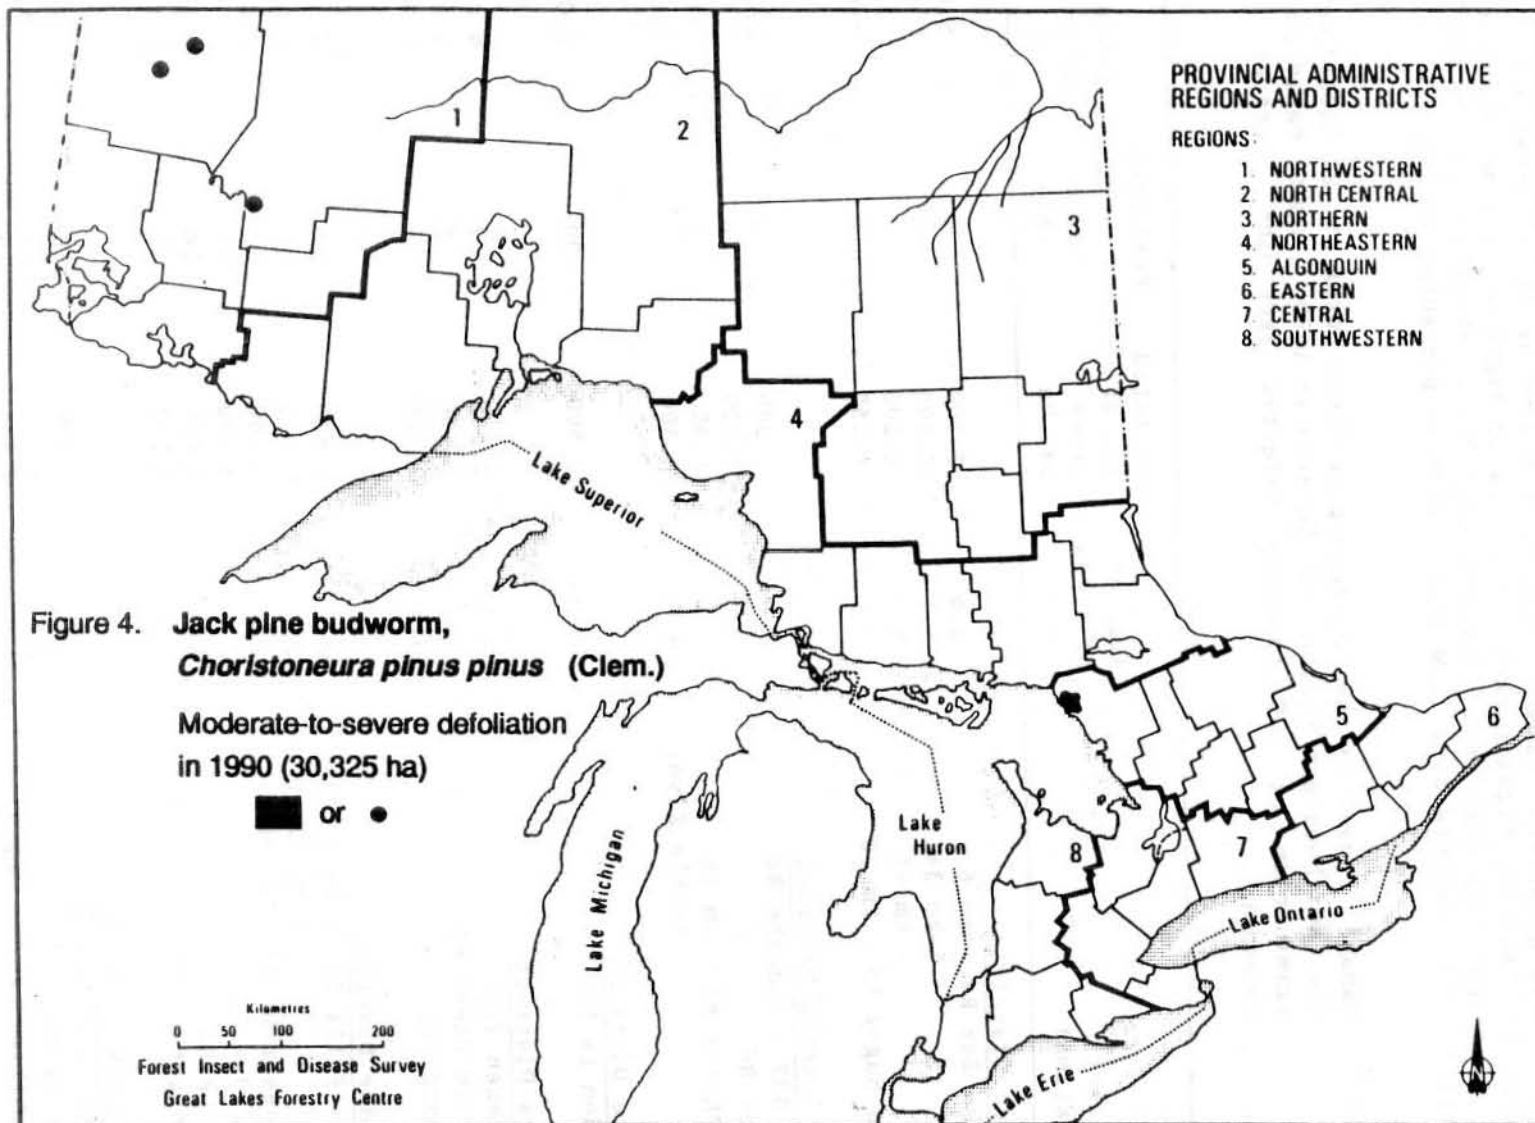 PROVINCIAL ADMINISTRATIVE
REGIONS AND DISTRICTS
REGIONS:
1. NORTHWESTERN
2. NORTH CENTRAL
3. NORTHERN
4. NORTHEASTERN
5. ALGONQUIN
6. EASTERN
7. CENTRAL
8. SOUTHWESTERN
1
2
3
4
Lake Superior
Figure 4. Jack pine budworm,
Choristoneura pinus pinus (Clem.)
Moderate-to-severe defoliation
in 1990 (30,325 ha)
or
5
6
7
8
Lake
Huron
Lake Michigan
Lake Ontario
Lake Erie
Kilometres
0 50 100 200
Forest Insect and Disease Survey
Great Lakes Forestry Centre
N